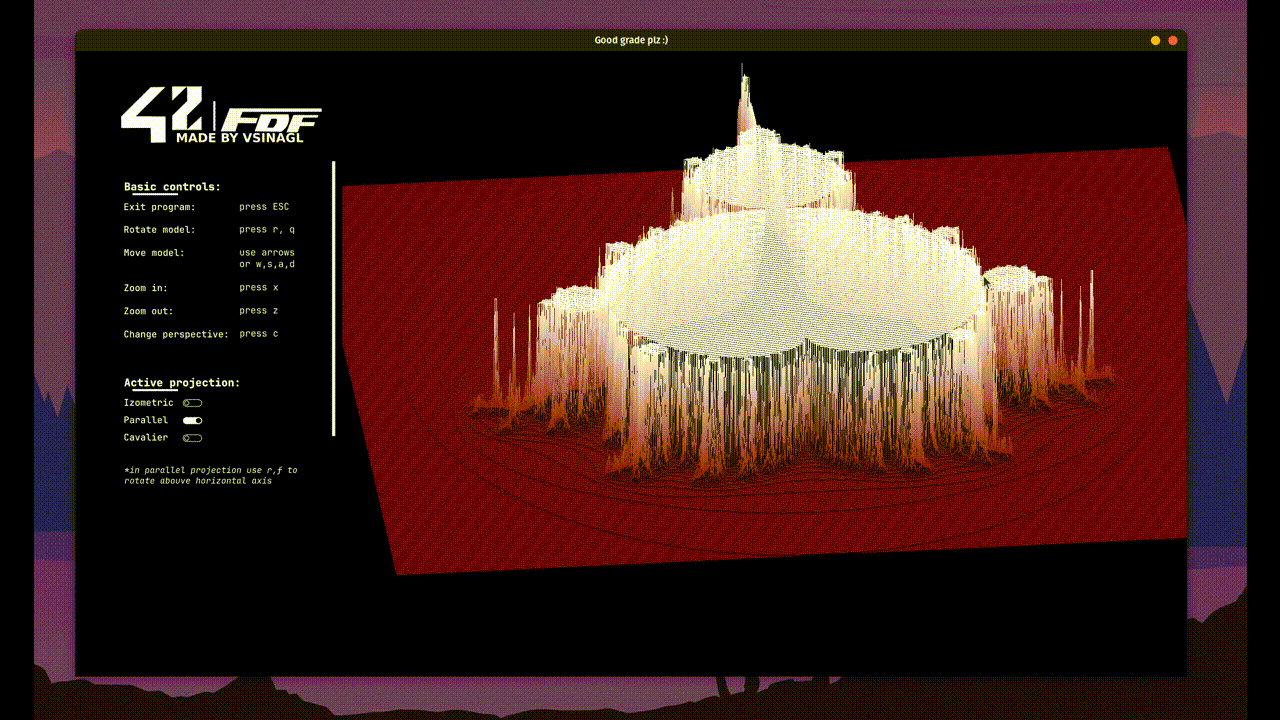 Good grade plz :)
42 | FDF
MADE BY VSINAGL
Basic controls:
Exit program: press ESC
Rotate model: press r, q
Move model: use arrows
or w,s,a,d
Zoom in: press x
Zoom out: press z
Change perspective: press c
Active projection:
Izometric
Parallel
Cavalier
*in parallel projection use r,f to
rotate abouve horizontal axis